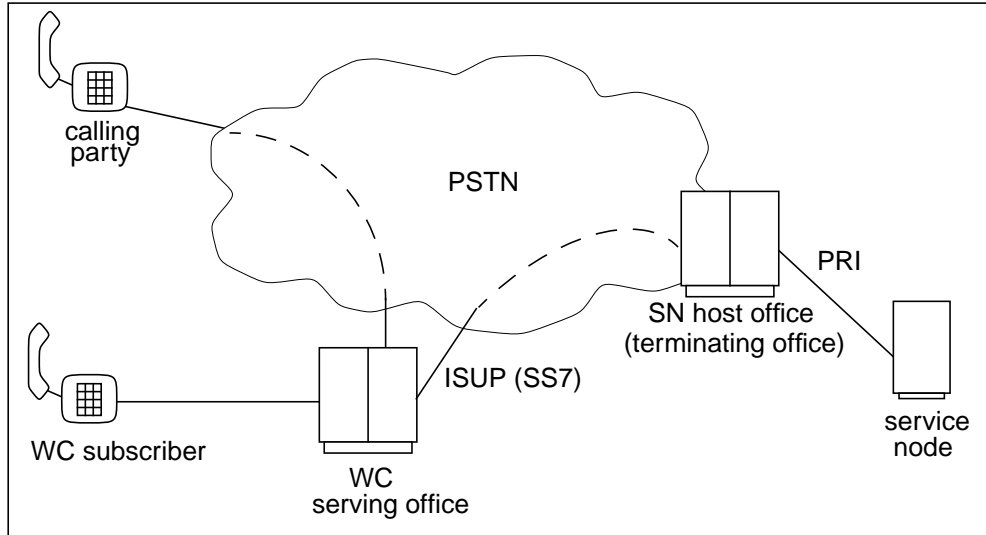 calling
party
PSTN
PRI
SN host office
(terminating office)
ISUP (SS7)
service
node
WC subscriber
WC
serving office